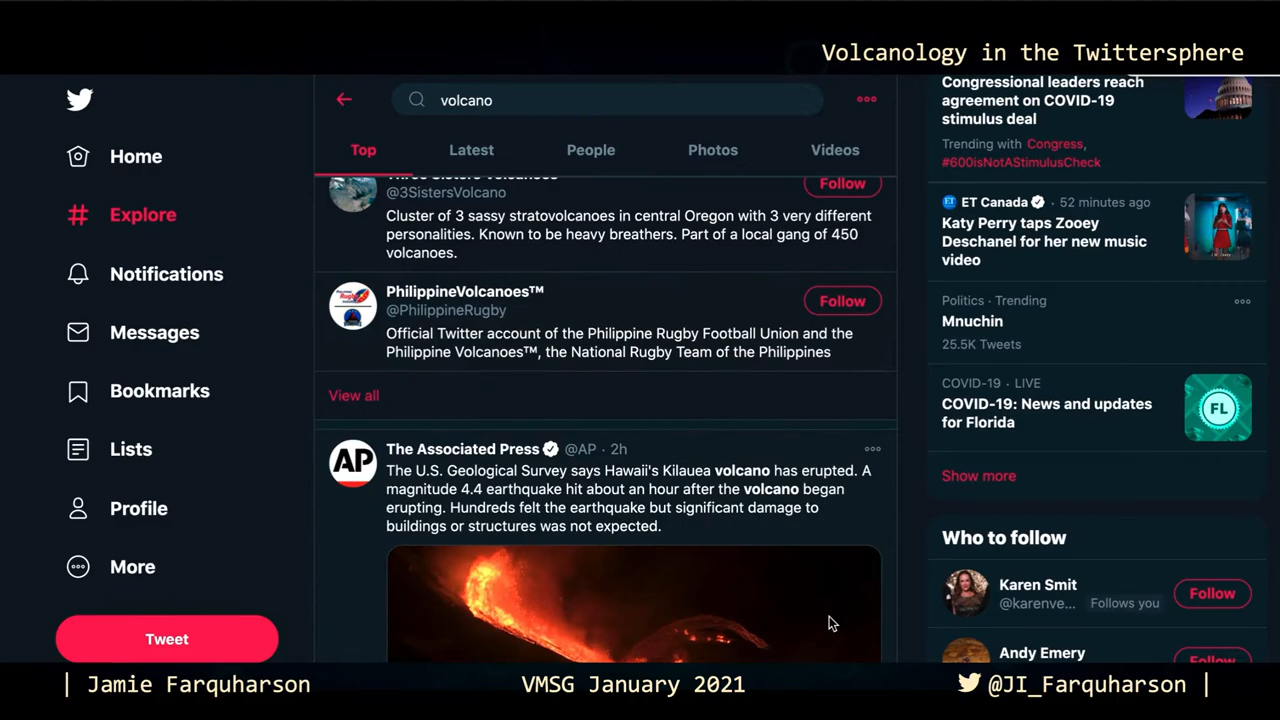 Volcanology in the Twittersphere
Home
Explore
Notifications
Messages
Bookmarks
Lists
Profile
More
Tweet
volcano
Top
Latest
People
Photos
Videos
Three Sisters Volcanoes
@3SistersVolcano
Follow
Cluster of 3 sassy stratovolcanoes in central Oregon with 3 very different
personalities. Known to be heavy breathers. Part of a local gang of 450
volcanoes.
PhilippineVolcanoes™
@PhilippineRugby
Follow
Official Twitter account of the Philippine Rugby Football Union and the
Philippine Volcanoes™, the National Rugby Team of the Philippines
View all
AP
The Associated Press @AP · 2h
The U.S. Geological Survey says Hawaii's Kilauea volcano has erupted. A
magnitude 4.4 earthquake hit about an hour after the volcano began
erupting. Hundreds felt the earthquake but significant damage to
buildings or structures was not expected.
Congressional leaders reach
agreement on COVID-19
stimulus deal
Trending with Congress,
#600isNotAStimulusCheck
ET
ET Canada · 52 minutes ago
Katy Perry taps Zooey
Deschanel for her new music
video
Politics · Trending
Mnuchin
25.5K Tweets
COVID-19 · LIVE
COVID-19: News and updates
for Florida
FL
Show more
Who to follow
Karen Smit
@karenve... Follows you
Follow
Andy Emery
Follow
| Jamie Farquharson
VMSG January 2021
@JI_Farquharson |